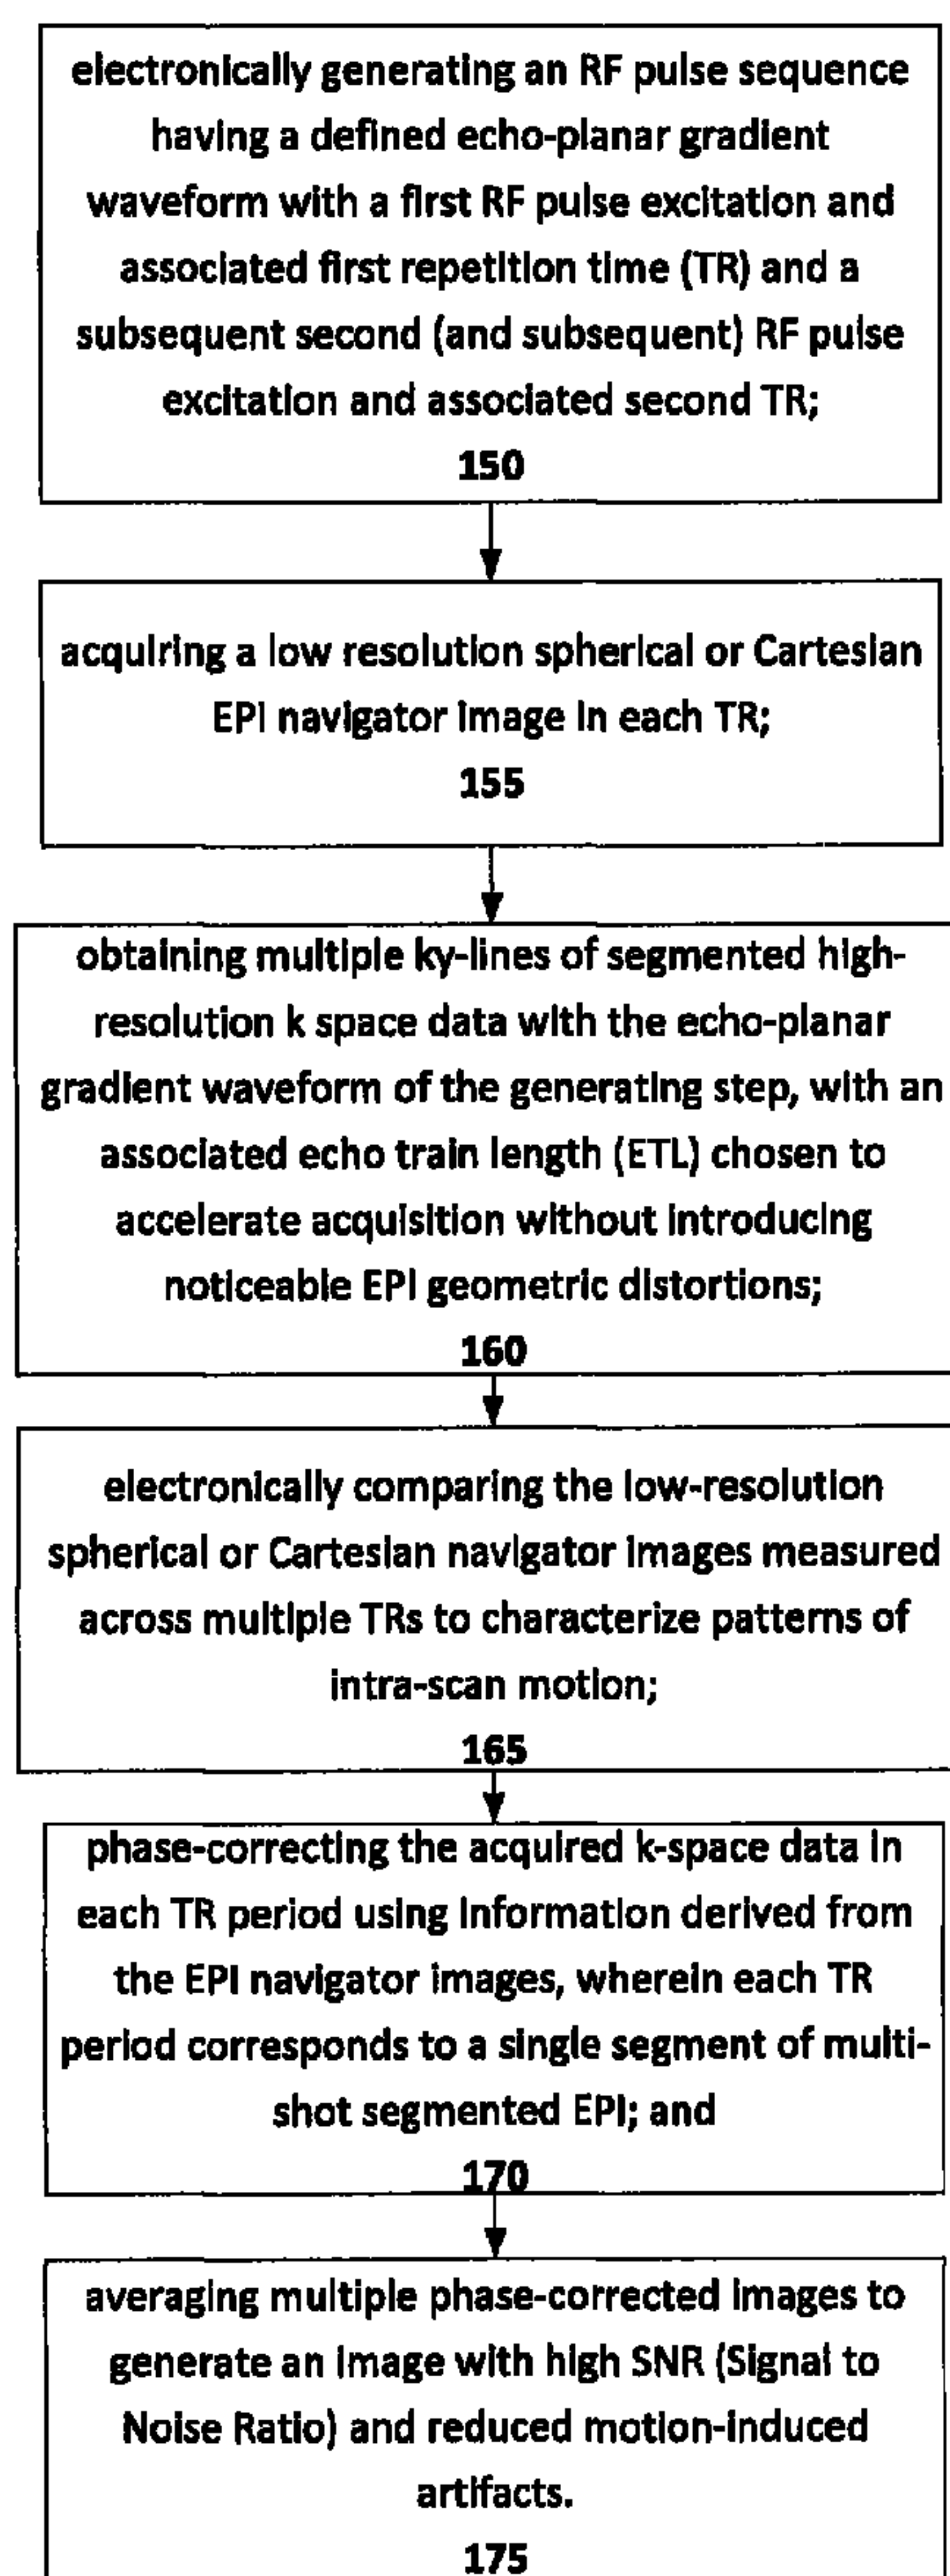 electronically generating an RF pulse sequence
having a defined echo-planar gradient
waveform with a first RF pulse excitation and
associated first repetition time (TR) and a
subsequent second (and subsequent) RF pulse
excitation and associated second TR;
150
acquiring a low resolution spherical or Cartesian
EPI navigator image in each TR;
155
obtaining multiple ky-lines of segmented high-
resolution k space data with the echo-planar
gradient waveform of the generating step, with an
associated echo train length (ETL) chosen to
accelerate acquisition without introducing
noticeable EPI geometric distortions;
160
electronically comparing the low-resolution
spherical or Cartesian navigator images measured
across multiple TRs to characterize patterns of
intra-scan motion;
165
phase-correcting the acquired k-space data in
each TR period using information derived from
the EPI navigator images, wherein each TR
period corresponds to a single segment of multi-
shot segmented EPI; and
170
averaging multiple phase-corrected images to
generate an image with high SNR (Signal to
Noise Ratio) and reduced motion-induced
artifacts.
175